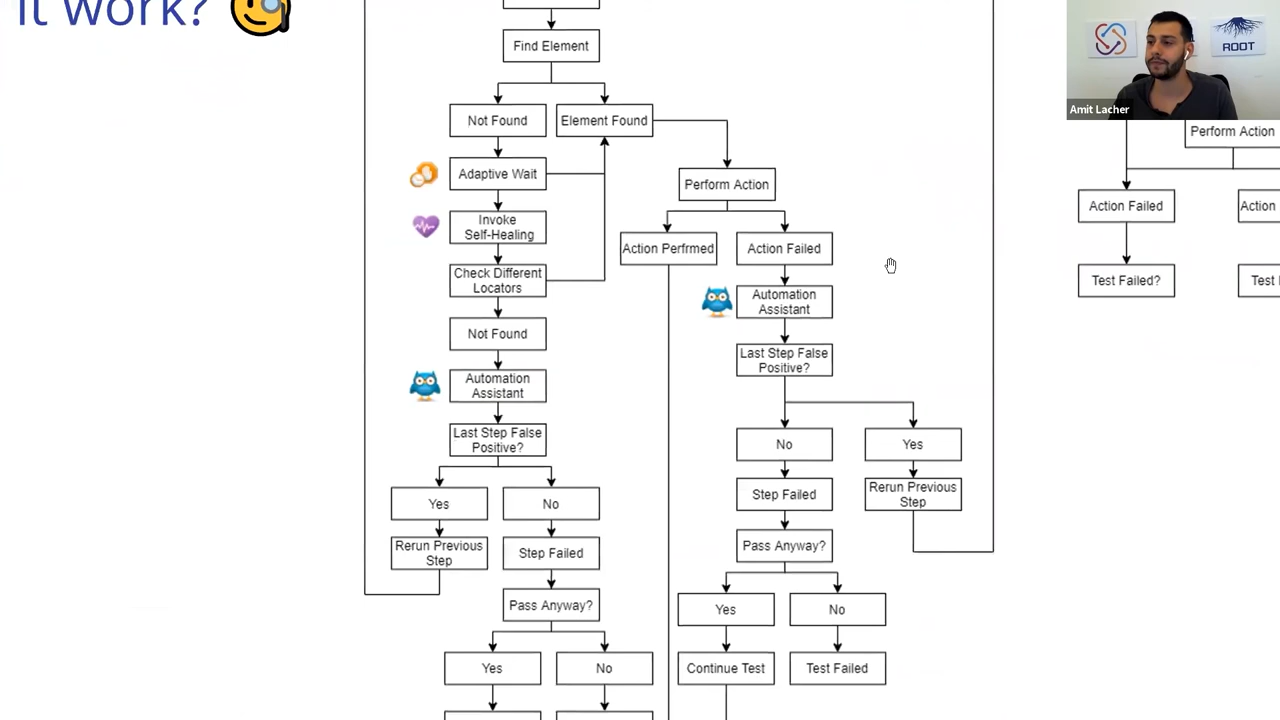 it work?
Find Element
Not Found
Element Found
Adaptive Wait
Invoke
Self-Healing
Check Different
Locators
Not Found
Automation
Assistant
Last Step False
Positive?
Yes
No
Rerun Previous
Step
Step Failed
Pass Anyway?
Yes
No
Perform Action
Action Perfrmed
Action Failed
Automation
Assistant
Last Step False
Positive?
No
Yes
Step Failed
Rerun Previous
Step
Pass Anyway?
Yes
No
Continue Test
Test Failed
ROOT
Amit Lacher
Perform Action
Action Failed
Action
Test Failed?
Test